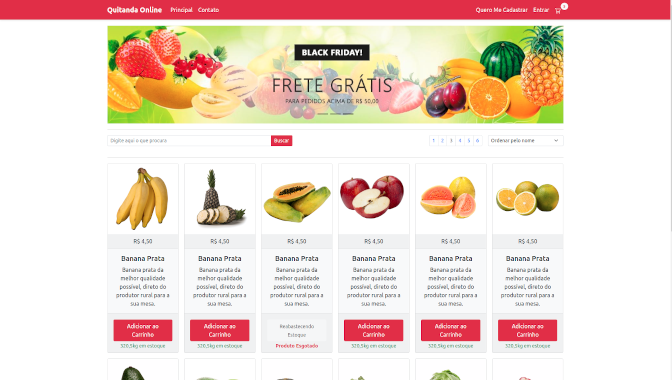 Quitanda Online Principal Contato Quero Me Cadastrar Entrar
BLACK FRIDAY!
FRETE GRÁTIS
PARA PEDIDOS ACIMA DE R$ 50,00
Digite aqui o que procura Buscar 1 2 3 4 5 6 Ordenar pelo nome
R$ 4,50 R$ 4,50 R$ 4,50 R$ 4,50 R$ 4,50 R$ 4,50
Banana Prata Banana Prata Banana Prata Banana Prata Banana Prata Banana Prata
Banana prata da Banana prata da Banana prata da Banana prata da Banana prata da Banana prata da
melhor qualidade melhor qualidade melhor qualidade melhor qualidade melhor qualidade melhor qualidade
possível, direto do possível, direto do possível, direto do possível, direto do possível, direto do possível, direto do
produtor rural para a produtor rural para a produtor rural para a produtor rural para a produtor rural para a produtor rural para a
sua mesa. sua mesa. sua mesa. sua mesa. sua mesa. sua mesa.
Adicionar ao Adicionar ao Reabastecendo Adicionar ao Adicionar ao Adicionar ao
Carrinho Carrinho Estoque Carrinho Carrinho Carrinho
320,5kg em estoque 320,5kg em estoque Produto Esgotado 320,5kg em estoque 320,5kg em estoque 320,5kg em estoque